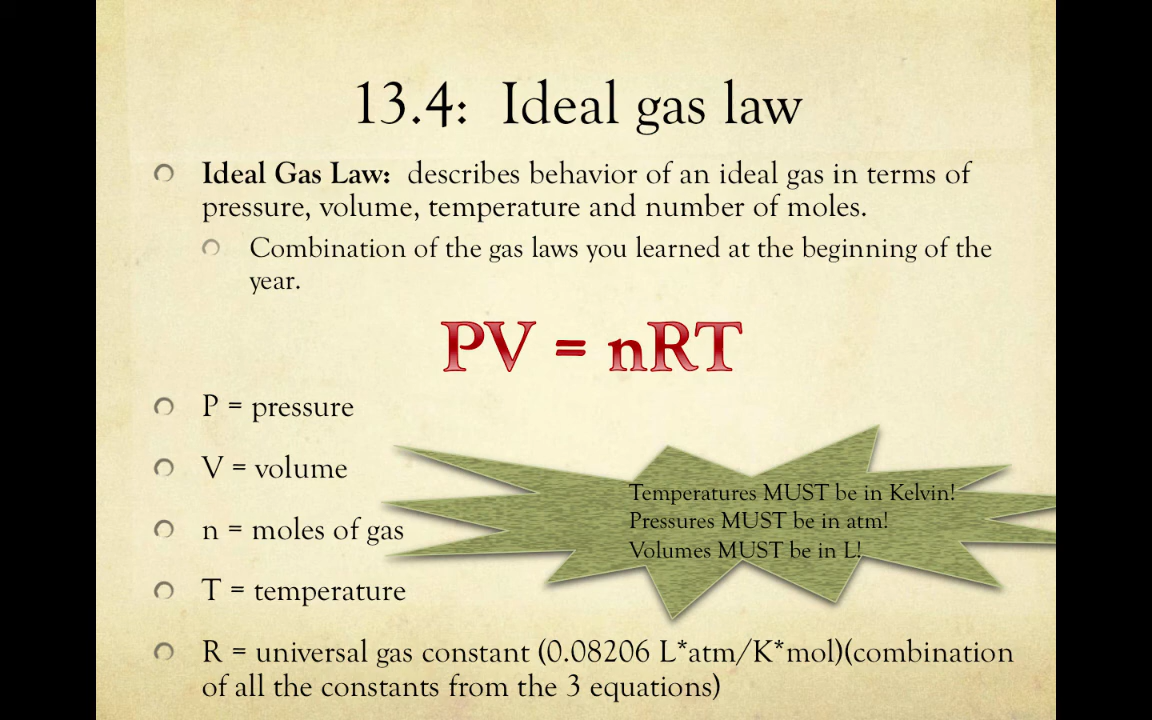 13.4: Ideal gas law
Ideal Gas Law: describes behavior of an ideal gas in terms of
pressure, volume, temperature and number of moles.
Combination of the gas laws you learned at the beginning of the
year.
PV = nRT
P = pressure
V = volume
n = moles of gas
T = temperature
Temperatures MUST be in Kelvin!
Pressures MUST be in atm!
Volumes MUST be in L!
R = universal gas constant (0.08206 L*atm/K*mol)(combination
of all the constants from the 3 equations)